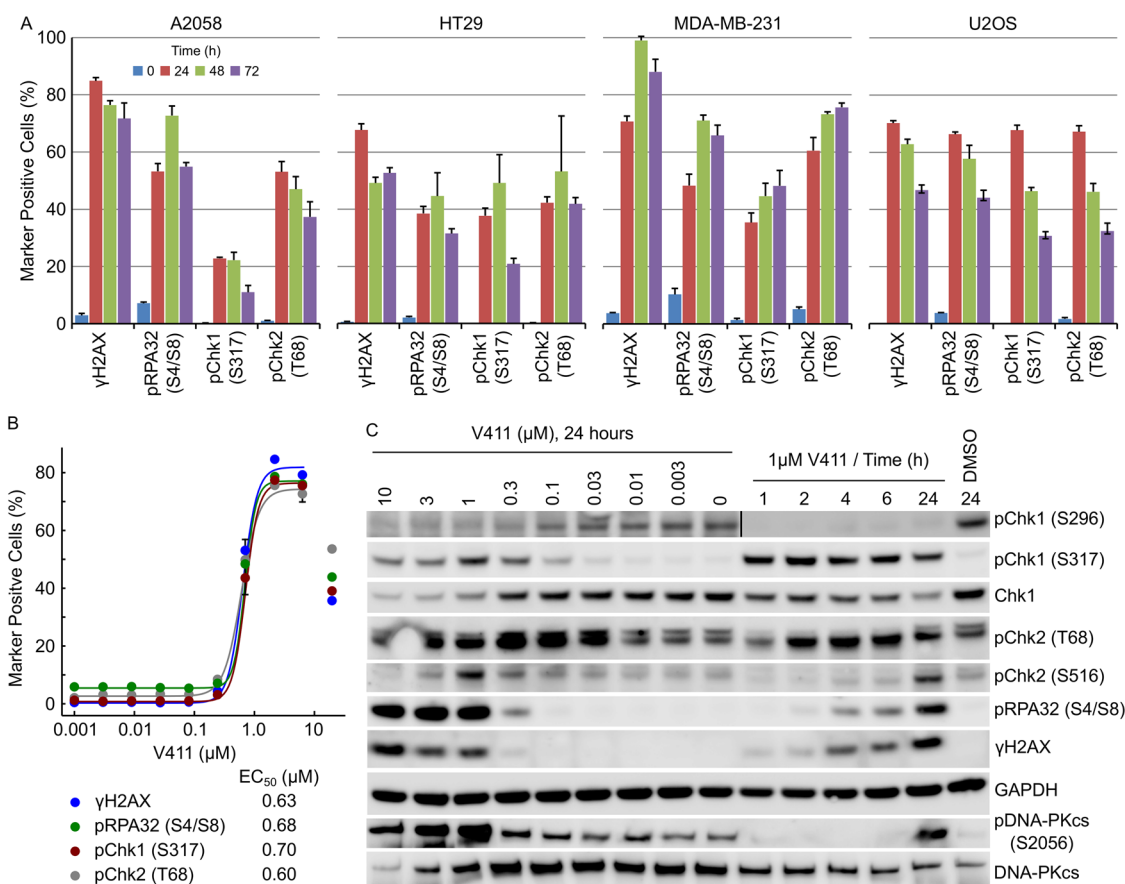 A
A2058 HT29 MDA-MB-231 U2OS
Marker Positive Cells (%)
100
80
60
40
20
0
Time (h)
0 24 48 72
γH2AX pRPA32 (S4/S8) pChk1 (S317) pChk2 (T68)
γH2AX pRPA32 (S4/S8) pChk1 (S317) pChk2 (T68)
γH2AX pRPA32 (S4/S8) pChk1 (S317) pChk2 (T68)
γH2AX pRPA32 (S4/S8) pChk1 (S317) pChk2 (T68)
B
Marker Positve Cells (%)
80
60
40
20
0
0.001 0.01 0.1 1.0 10
V411 (µM)
EC50 (µM)
γH2AX 0.63
pRPA32 (S4/S8) 0.68
pChk1 (S317) 0.70
pChk2 (T68) 0.60
C
V411 (µM), 24 hours
1µM V411 / Time (h)
DMSO
10 3 1 0.3 0.1 0.03 0.01 0.003 0 1 2 4 6 24 24
pChk1 (S296)
pChk1 (S317)
Chk1
pChk2 (T68)
pChk2 (S516)
pRPA32 (S4/S8)
γH2AX
GAPDH
pDNA-PKcs
(S2056)
DNA-PKcs